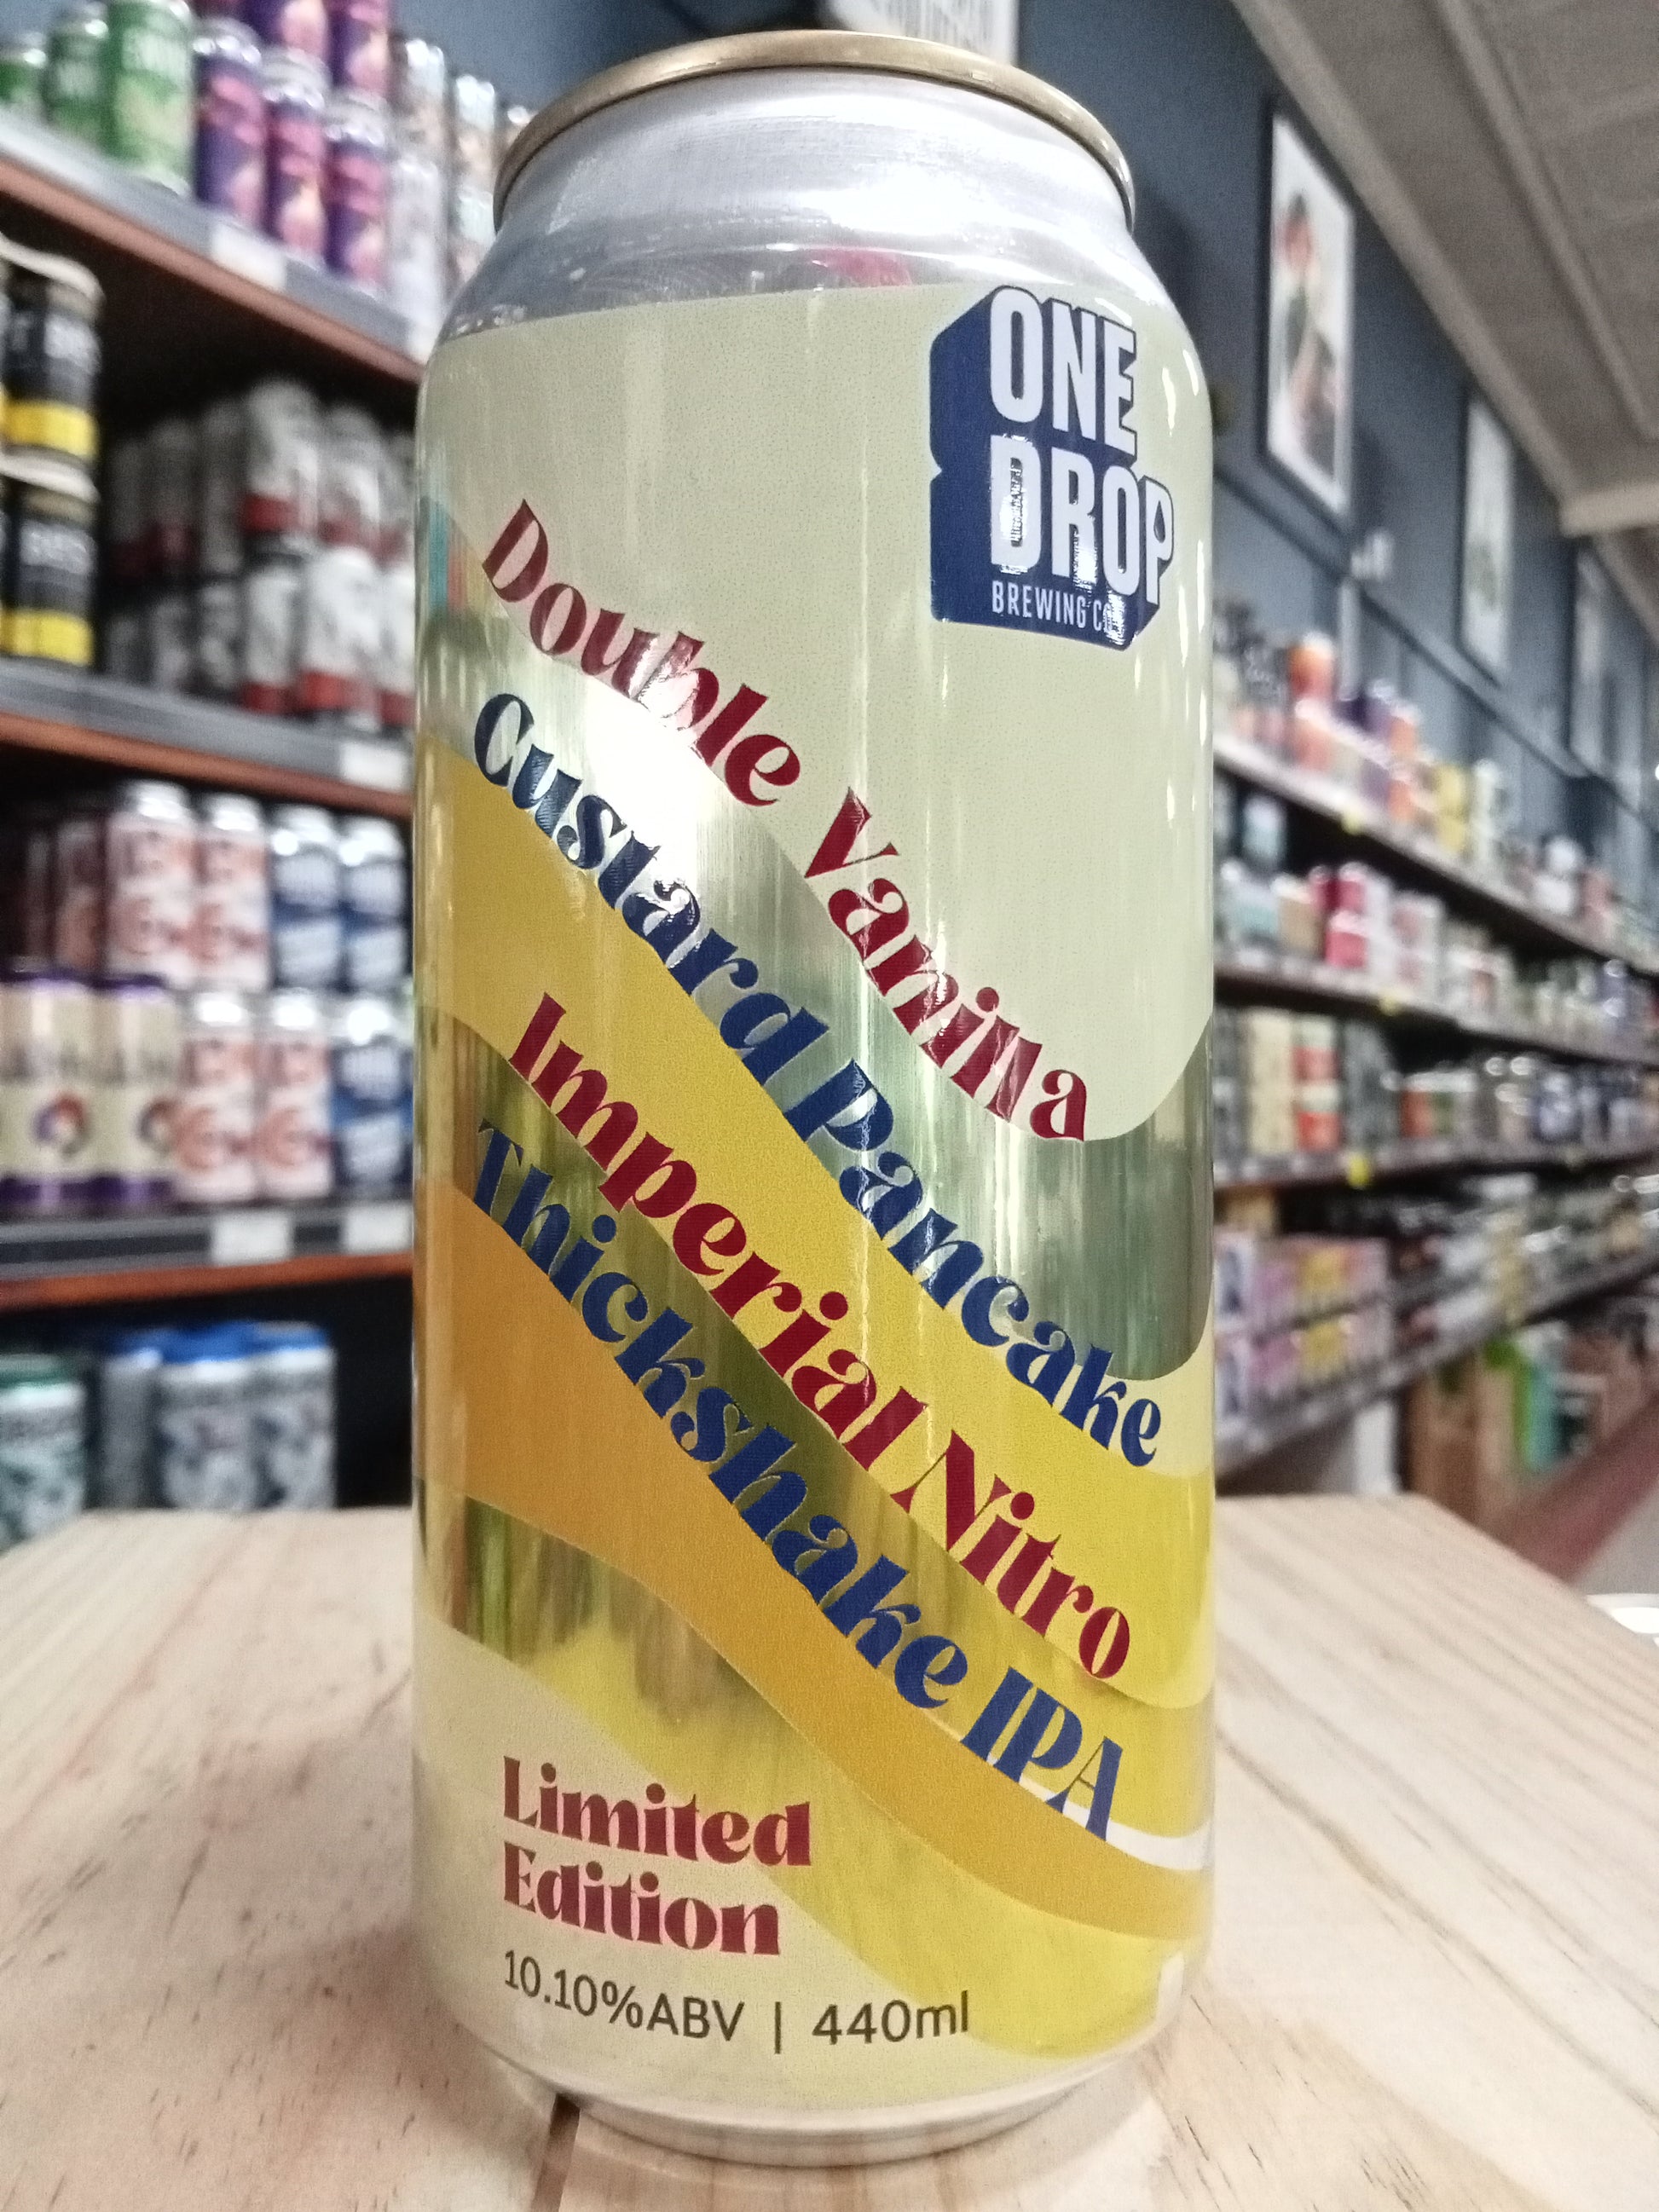 ONE
DROP
BREWING CO
Double Vanilla
Custard Pancake
Imperial Nitro
Thickshake IPA
Limited
Edition
10.10%ABV | 440ml